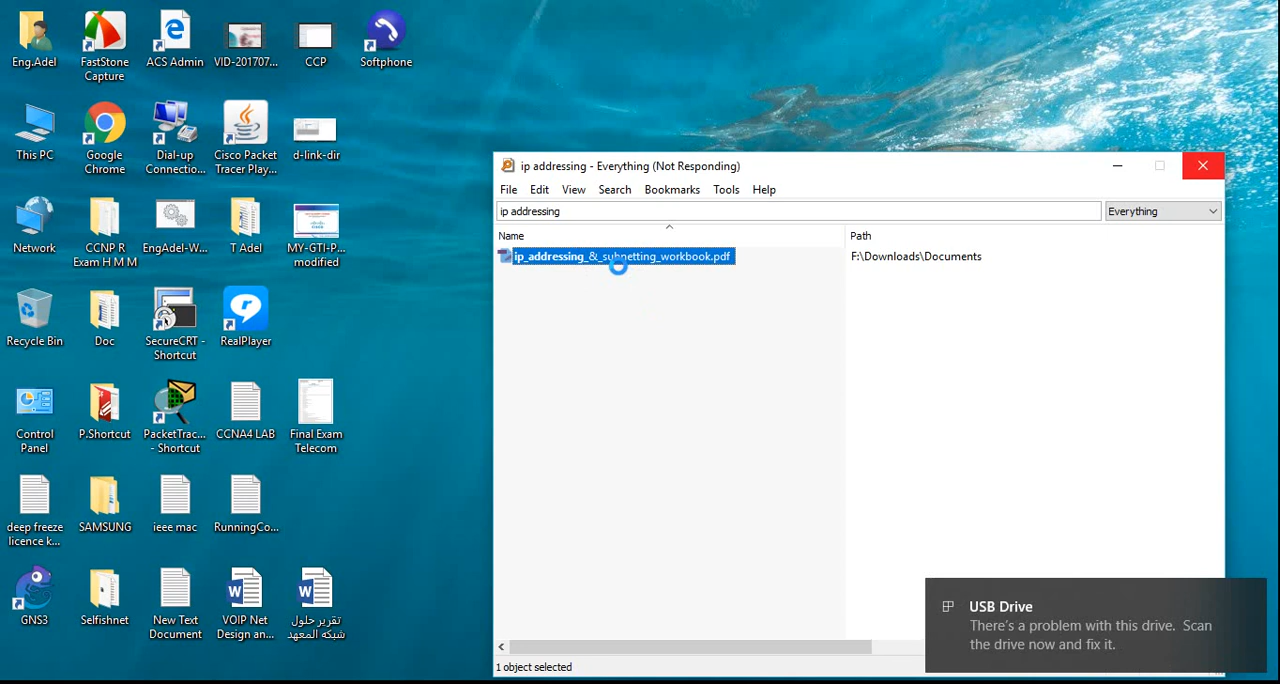 Eng.Adel
FastStone
Capture
ACS Admin
VID-201707...
CCP
Softphone
This PC
Google
Chrome
Dial-up
Connectio...
Cisco Packet
Tracer Play...
d-link-dir
Network
CCNP R
Exam H M M
EngAdel-W...
T Adel
MY-GTI-P...
modified
Recycle Bin
Doc
SecureCRT -
Shortcut
RealPlayer
Control
Panel
P.Shortcut
PacketTrac...
- Shortcut
CCNA4 LAB
Final Exam
Telecom
deep freeze
licence k...
SAMSUNG
ieee mac
RunningCo...
GNS3
Selfishnet
New Text
Document
VOIP Net
Design an...
تقرير حلول
شبكه المعهد
ip addressing - Everything (Not Responding)
File Edit View Search Bookmarks Tools Help
ip addressing
Everything
Name Path
ip_addressing_&_subnetting_workbook.pdf F:\Downloads\Documents
1 object selected
USB Drive
There's a problem with this drive. Scan
the drive now and fix it.